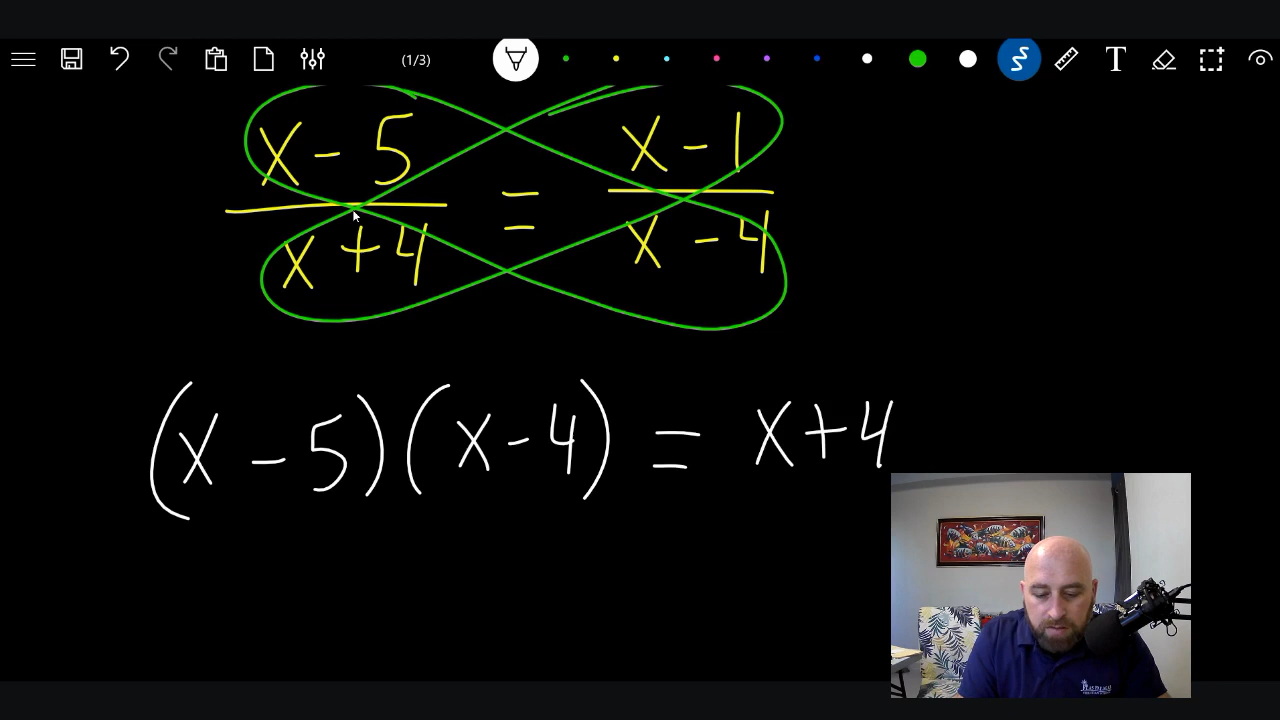 (1/3)
T
x - 5 = x - 1
x + 4 x - 4
(x - 5)(x - 4) = x + 4